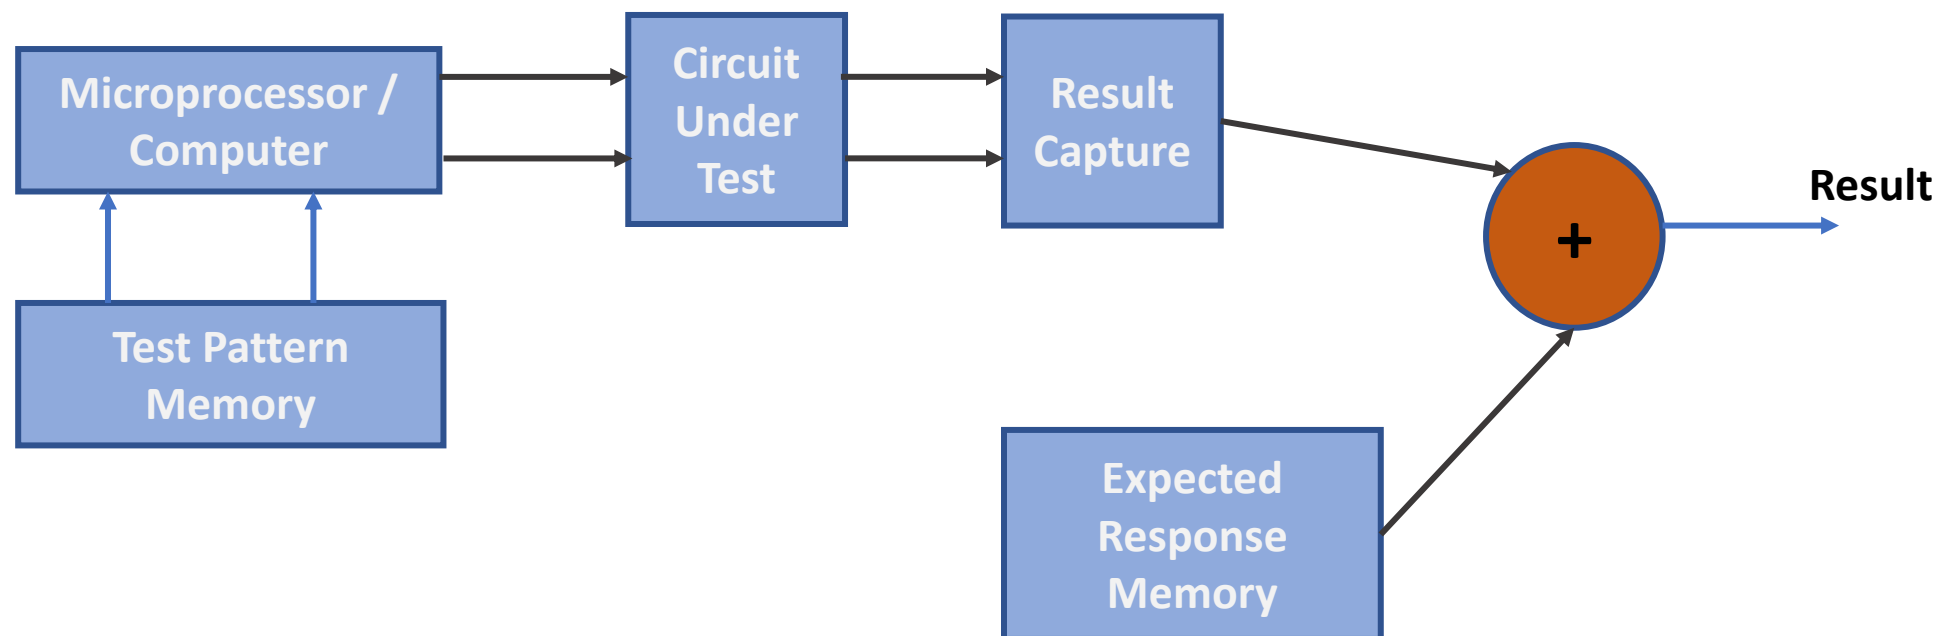 Microprocessor /
Computer
Circuit
Under
Test
Result
Capture
Result
+
Test Pattern
Memory
Expected
Response
Memory